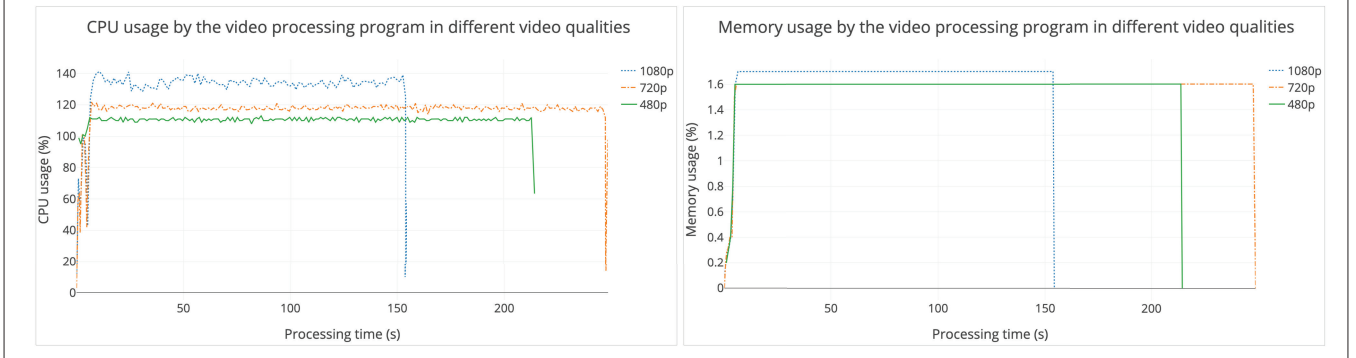 CPU usage by the video processing program in different video qualities
140
120
100
80
60
40
20
0
CPU usage (%)
50
100
150
200
Processing time (s)
1080p
720p
480p
Memory usage by the video processing program in different video qualities
1.6
1.4
1.2
1
0.8
0.6
0.4
0.2
0
Memory usage (%)
50
100
150
200
Processing time (s)
1080p
720p
480p